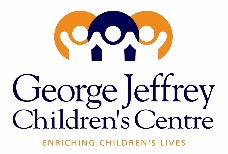 George Jeffrey
Children's Centre
ENRICHING CHILDREN'S LIVES